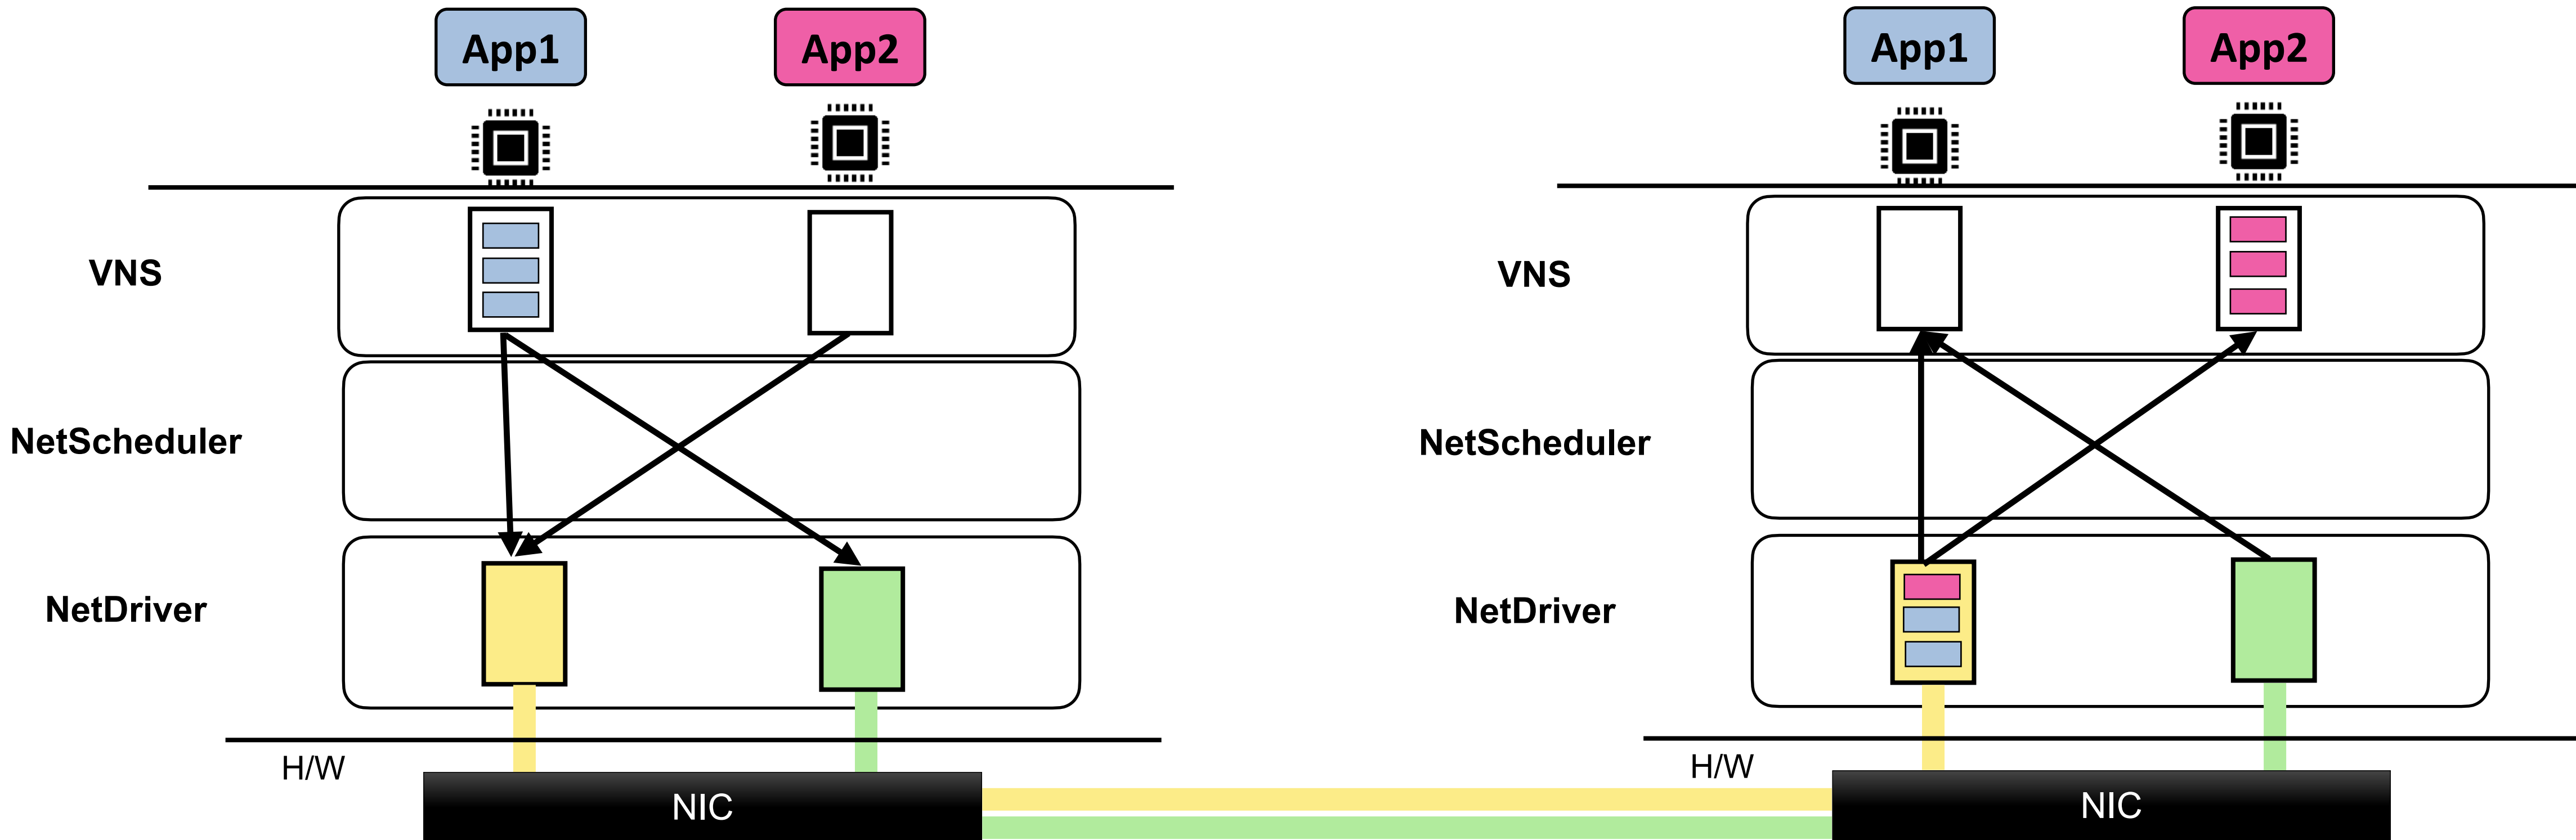 App1
App2
App1
App2
VNS
VNS
NetScheduler
NetScheduler
NetDriver
NetDriver
H/W
H/W
NIC
NIC